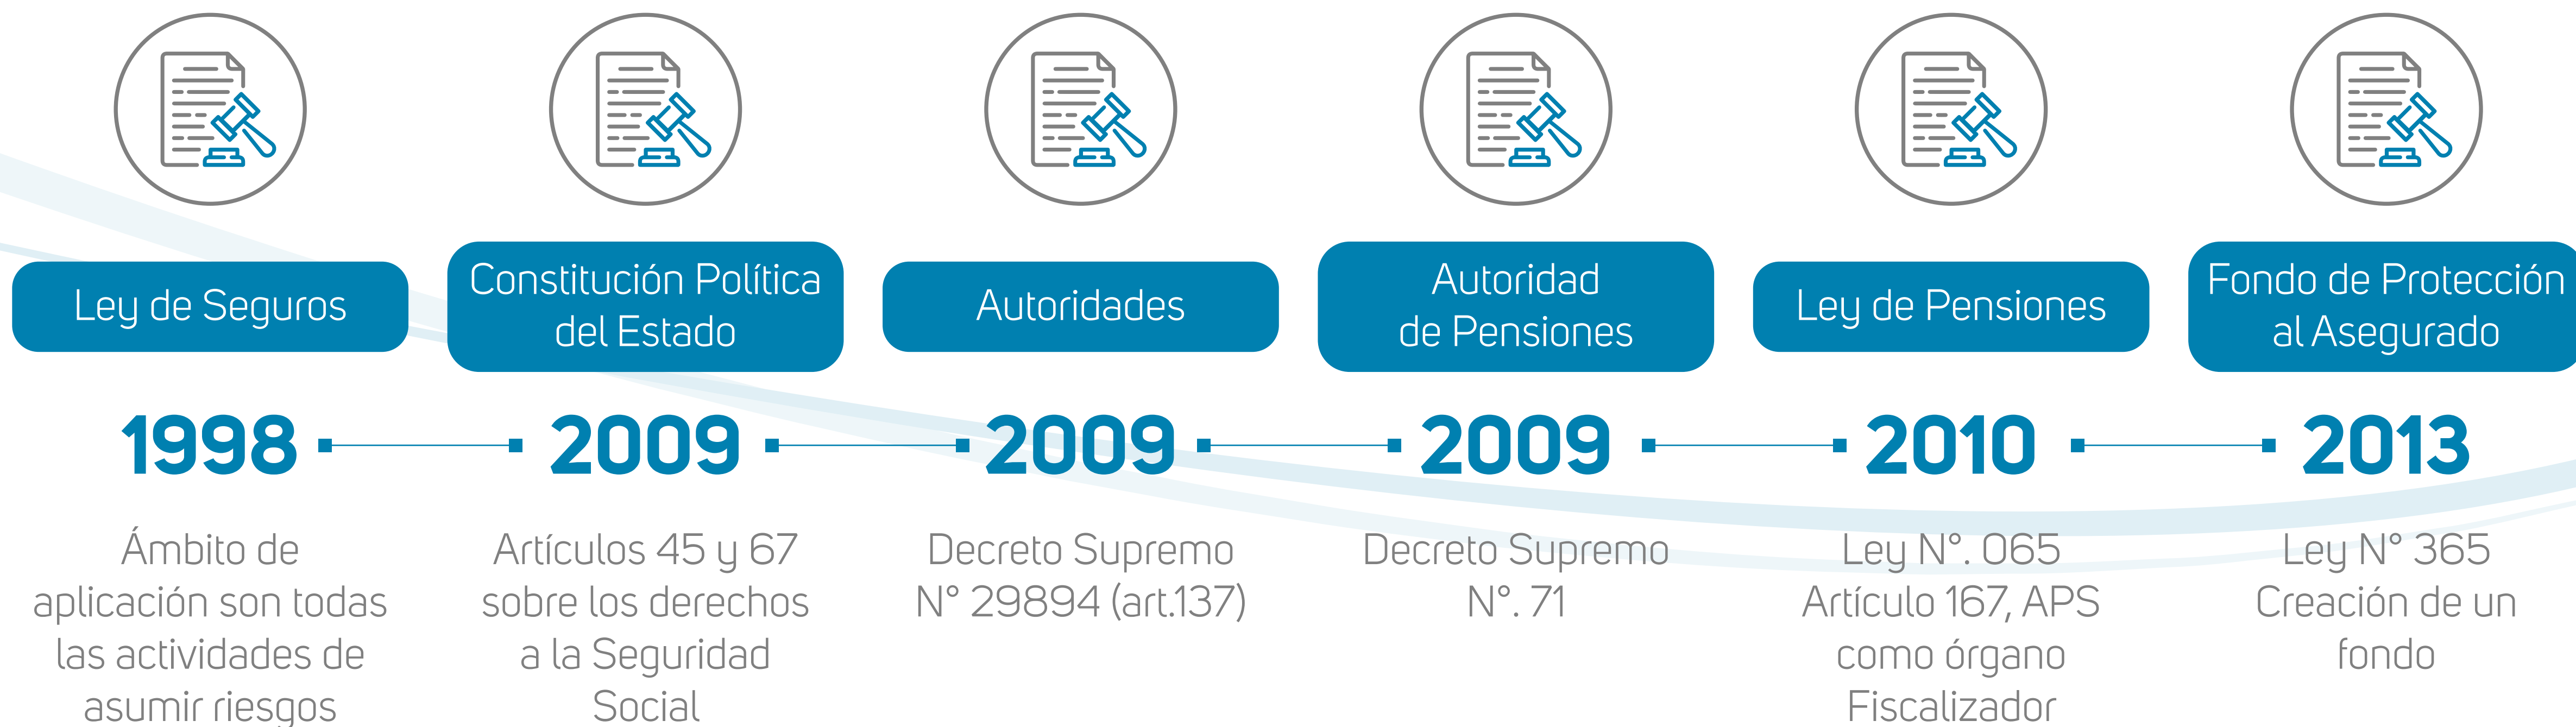 Ley de Seguros
Constitución Política
del Estado
Autoridades
Autoridad
de Pensiones
Ley de Pensiones
Fondo de Protección
al Asegurado
1998
2009
2009
2009
2010
2013
Ámbito de
aplicación son todas
las actividades de
asumir riesgos
Artículos 45 y 67
sobre los derechos
a la Seguridad
Social
Decreto Supremo
N° 29894 (art.137)
Decreto Supremo
N°. 71
Ley N°. 065
Artículo 167, APS
como órgano
Fiscalizador
Ley N° 365
Creación de un
fondo